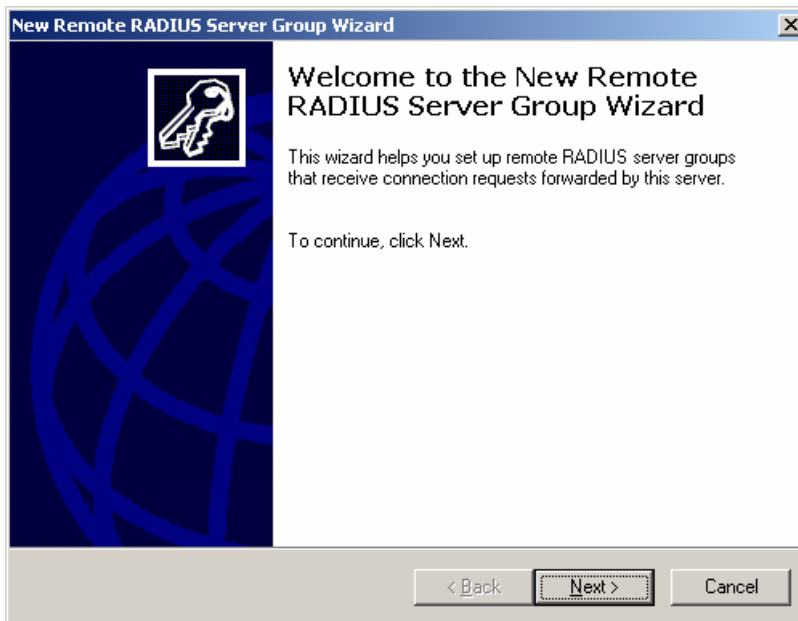 New Remote RADIUS Server Group Wizard
Welcome to the New Remote
RADIUS Server Group Wizard
This wizard helps you set up remote RADIUS server groups
that receive connection requests forwarded by this server.
To continue, click Next.
< Back
Next >
Cancel